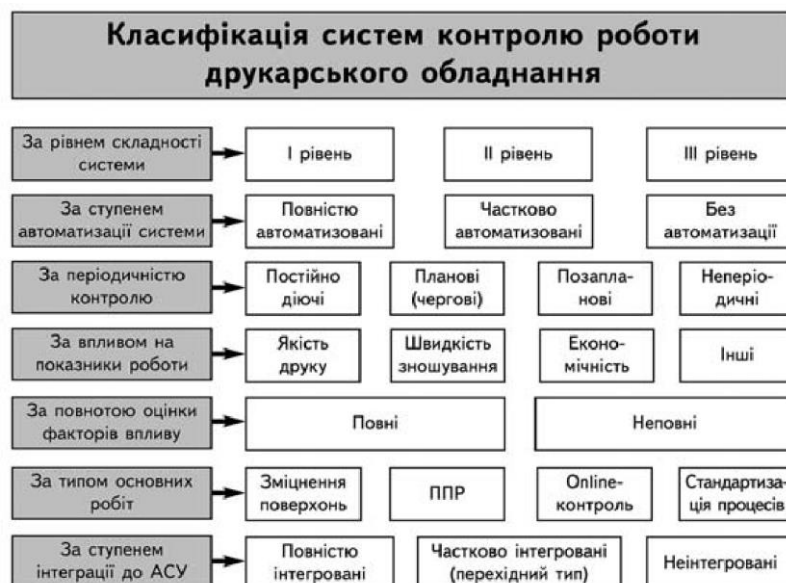 Класифікація систем контролю роботи
друкарського обладнання
За рівнем складності
системи
І рівень
ІІ рівень
ІІІ рівень
За ступенем
автоматизації системи
Повністю
автоматизовані
Частково
автоматизовані
Без
автоматизації
За періодичністю
контролю
Постійно
діючі
Планові
(чергові)
Позапла-
нові
Неперіо-
дичні
За впливом на
показники роботи
Якість
друку
Швидкість
зношування
Еконо-
мічність
Інші
За повнотою оцінки
факторів впливу
Повні
Неповні
За типом основних
робіт
Зміцнення
поверхонь
ППР
Online-
контроль
Стандартиза-
ція процесів
За ступенем
інтеграції до АСУ
Повністю
інтегровані
Частково інтегровані
(перехідний тип)
Неінтегровані